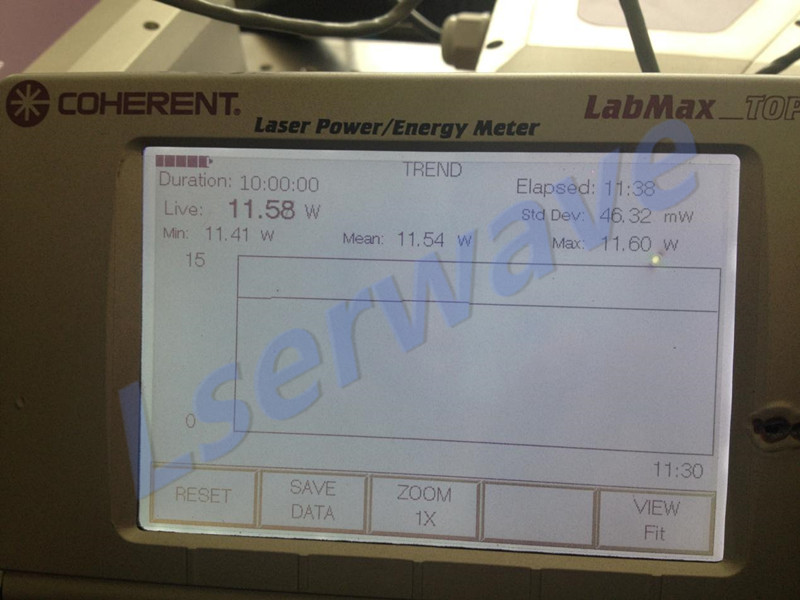 COHERENT®
LabMax_TOP
Laser Power/Energy Meter
TREND
Duration: 10:00:00
Elapsed: 11:38
Live: 11.58 W
Std Dev: 46.32 mW
Min: 11.41 W
Mean: 11.54 W
Max: 11.60 W
15
0
11:30
RESET
SAVE DATA
ZOOM 1X
VIEW Fit
Lserwave